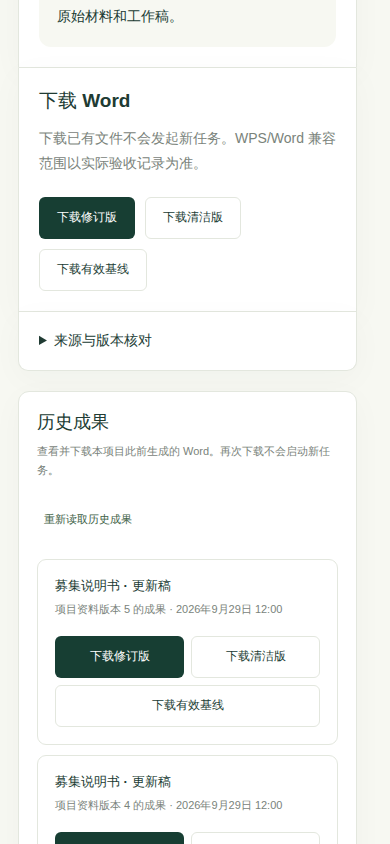 原始材料和工作稿。
下载 Word
下载已有文件不会发起新任务。WPS/Word 兼容
范围以实际验收记录为准。
下载修订版
下载清洁版
下载有效基线
▶ 来源与版本核对
历史成果
查看并下载本项目此前生成的 Word。再次下载不会启动新任
务。
重新读取历史成果
募集说明书 · 更新稿
项目资料版本 5 的成果 · 2026年9月29日 12:00
下载修订版
下载清洁版
下载有效基线
募集说明书 · 更新稿
项目资料版本 4 的成果 · 2026年9月29日 12:00